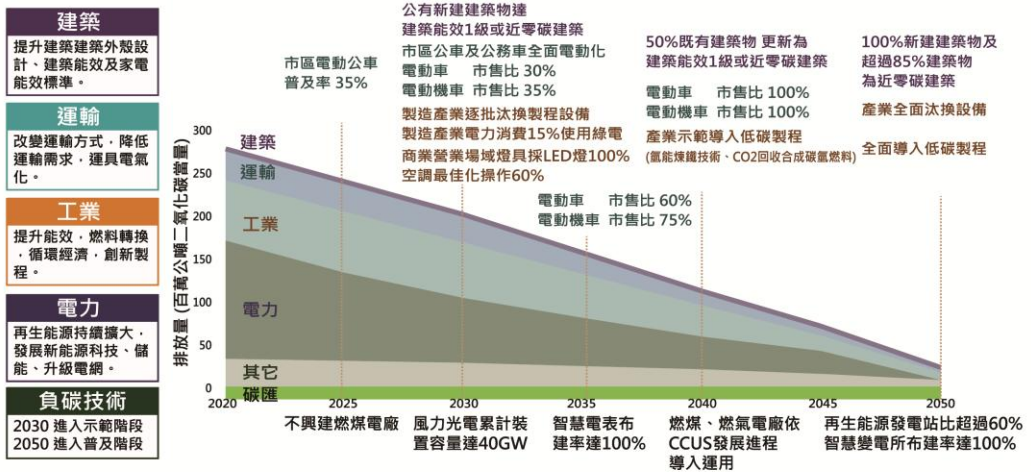 建築
提升建築建築外殼設
計、建築能效及家電
能效標準。
運輸
改變運輸方式，降低
運輸需求，運具電氣
化。
工業
提升能效，燃料轉換
，循環經濟，創新製
程。
電力
再生能源持續擴大，
發展新能源科技、儲
能、升級電網。
負碳技術
2030 進入示範階段
2050 進入普及階段
市區電動公車
普及率 35%
公有新建建築物達
建築能效1級或近零碳建築
市區公車及公務車全面電動化
電動車 市售比 30%
電動機車 市售比 35%
製造產業逐批汰換製程設備
製造產業電力消費15%使用綠電
商業營業場域燈具採LED燈100%
空調最佳化操作60%
電動車 市售比 60%
電動機車 市售比 75%
50%既有建築物 更新為
建築能效1級或近零碳建築
電動車 市售比 100%
電動機車 市售比 100%
產業示範導入低碳製程
(氫能煉鐵技術、CO2回收合成碳氫燃料)
100%新建建築物及
超過85%建築物
為近零碳建築
產業全面汰換設備
全面導入低碳製程
排放量 (百萬公噸二氧化碳當量)
300
250
200
150
100
50
0
建築
運輸
工業
電力
其它
碳匯
2020 2025 2030 2035 2040 2045 2050
不興建燃煤電廠
風力光電累計裝
置容量達40GW
智慧電表布
建率達100%
燃煤、燃氣電廠依
CCUS發展進程
導入運用
再生能源發電站比超過60%
智慧變電所布建率達100%